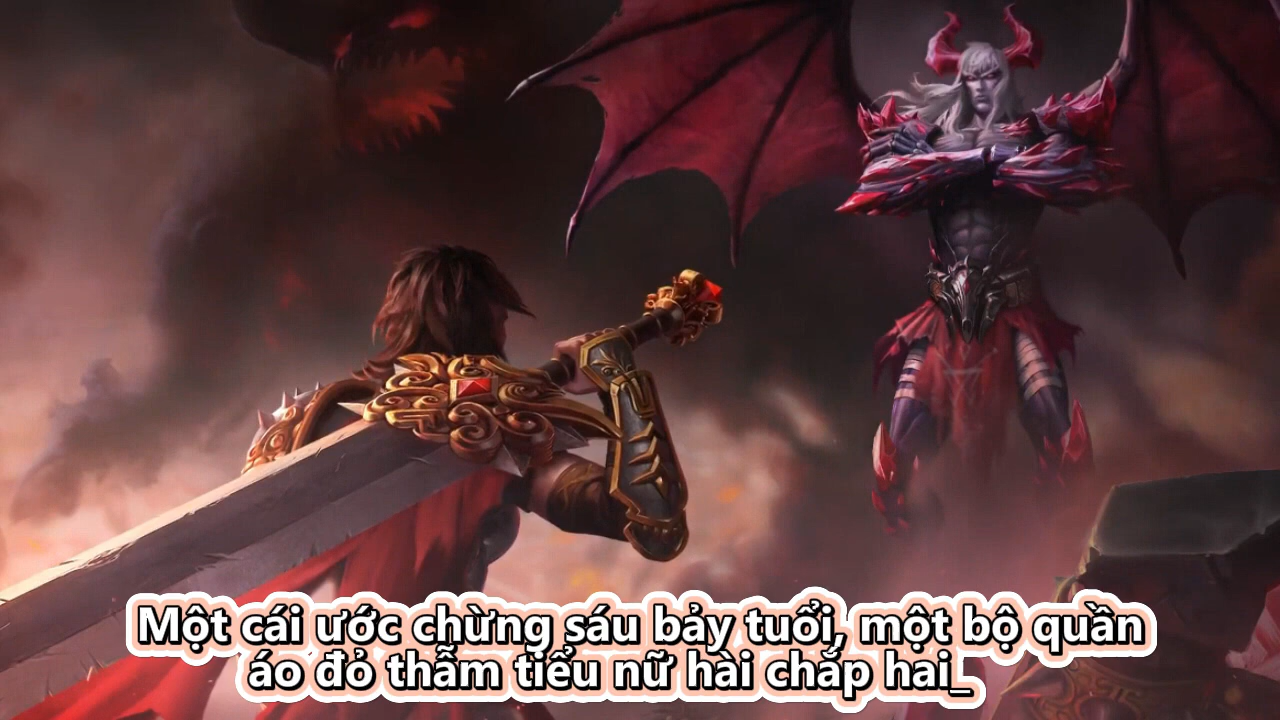 Một cái ước chừng sáu bảy tuổi, một bộ quần
áo đỏ thẫm tiểu nữ hài chắp hai_